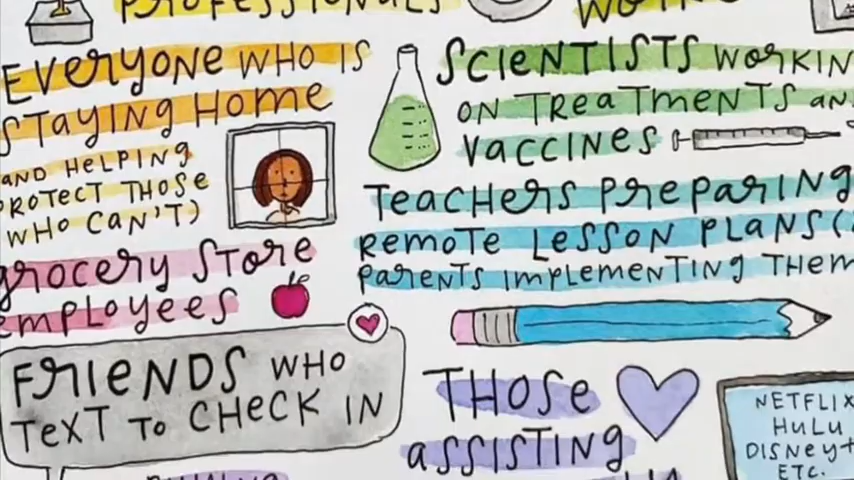 PROFESSIONALS
EVERYONE WHO IS
STAYING HOME
AND HELPING
PROTECT THOSE
WHO CAN'T)
GROCERY STORE
EMPLOYEES
FRIENDS WHO
TEXT TO CHECK IN
SCIENTISTS WORKIN
ON TREATMENTS AN
VACCINES
TEACHERS PREPARING
REMOTE LESSON PLANS (
PARENTS IMPLEMENTING THEM
THOSE
ASSISTING
NETFLIX
HULU
DISNEY+
ETC.